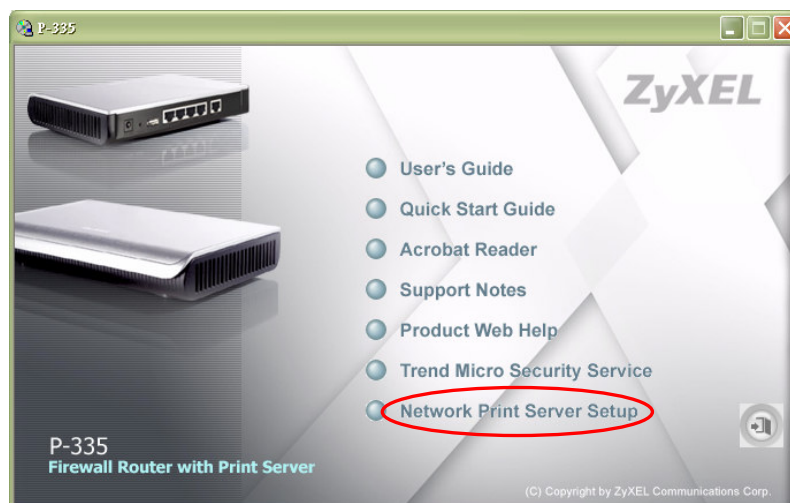 P-335
ZyXEL
User's Guide
Quick Start Guide
Acrobat Reader
Support Notes
Product Web Help
Trend Micro Security Service
Network Print Server Setup
P-335
Firewall Router with Print Server
(C) Copyright by ZyXEL Communications Corp.